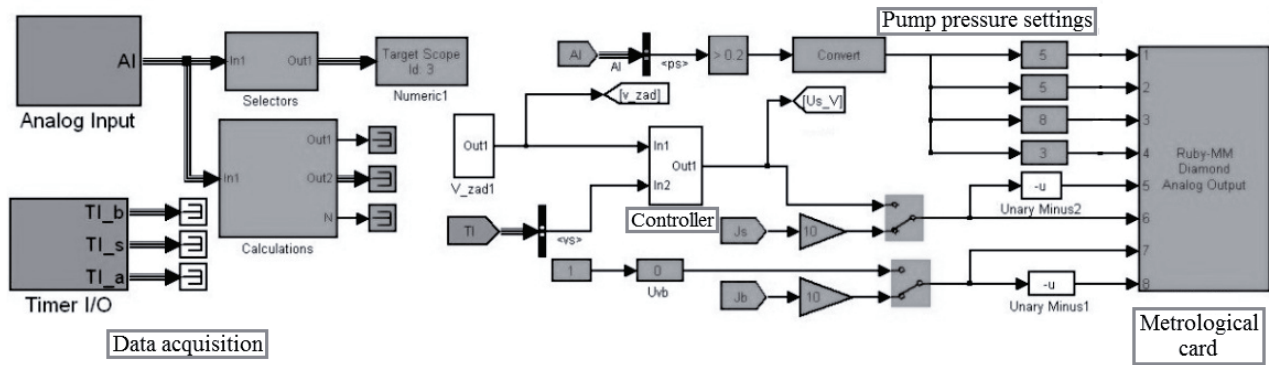 Pump pressure settings
AI
Analog Input
In1
Out1
Selectors
Target Scope
Id: 3
Numeric1
AI
AI
<ps>
> 0.2
Convert
5
5
8
3
1
2
3
4
5
6
7
8
Ruby-MM
Diamond
Analog Output
[v_zad]
[Us_V]
Out1
V_zad1
In1
In2
Out1
Controller
In1
Out1
Out2
N
Calculations
TI_b
TI_s
TI_a
Timer I/O
TI
<vs>
Js
10
-u
Unary Minus2
1
0
Uvb
Jb
10
-u
Unary Minus1
Data acquisition
Metrological
card